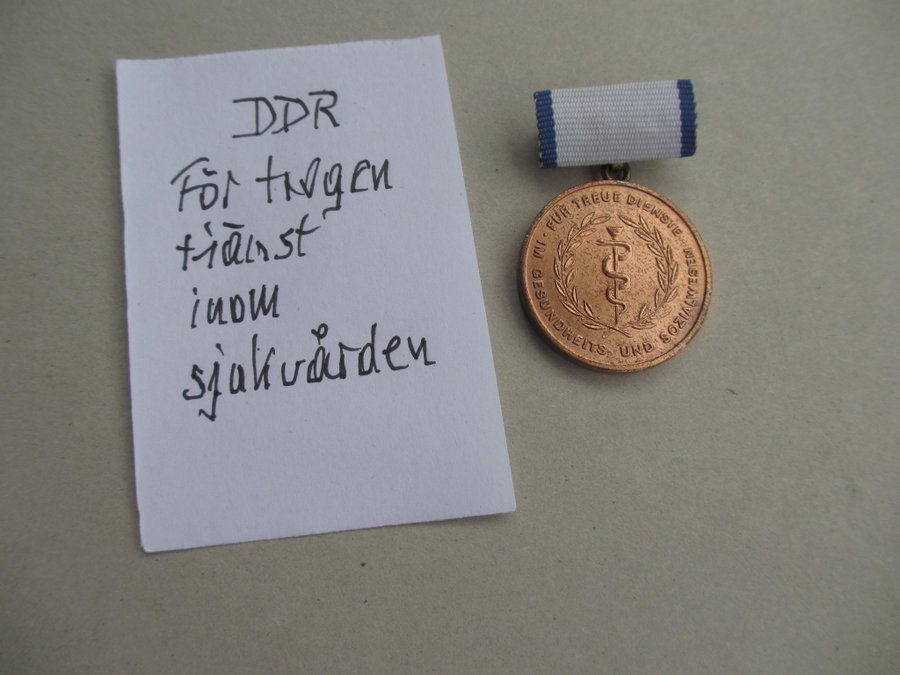 DDR
För trogen
tjänst
inom
sjukvården
· FÜR TREUE DIENSTE · IM GESUNDHEITS- UND SOZIALWESEN